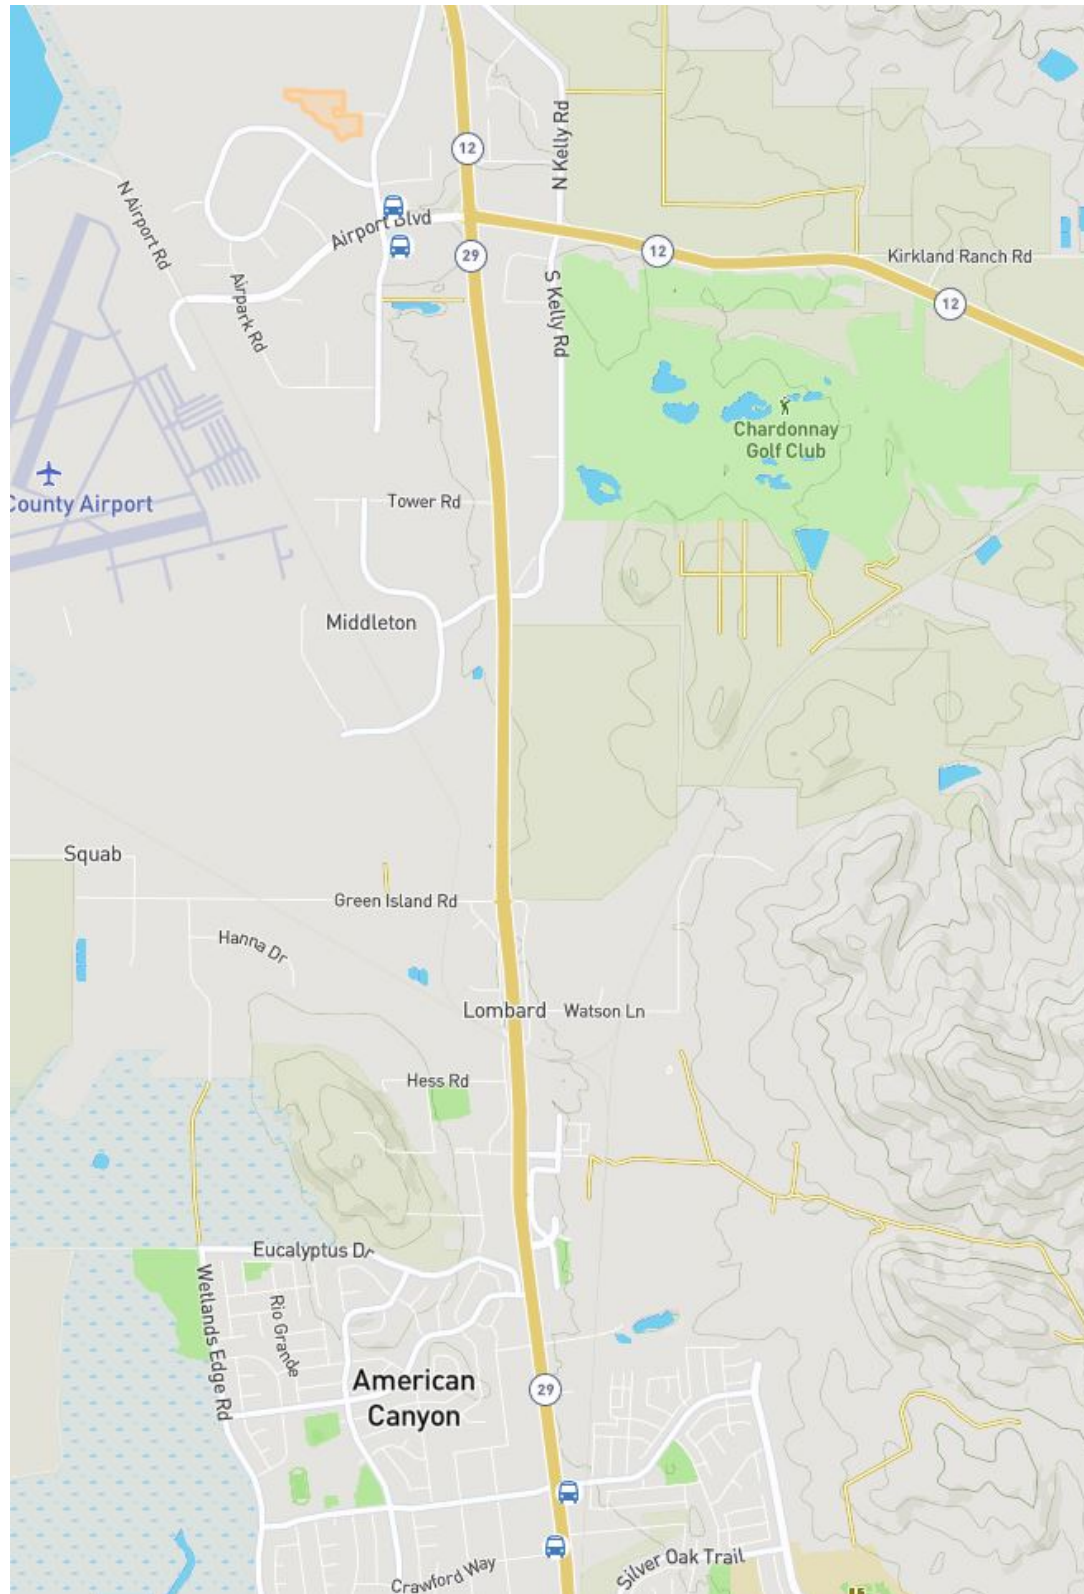 N Kelly Rd
12
N Airport Rd
Airport Blvd
12
29
Kirkland Ranch Rd
Airpark Rd
S Kelly Rd
12
Chardonnay
Golf Club
County Airport
Tower Rd
Middleton
Squab
Green Island Rd
Hanna Dr
Lombard
Watson Ln
Hess Rd
Eucalyptus Dr
Wetlands Edge Rd
Rio Grande
American
Canyon
29
Silver Oak Trail
Crawford Way